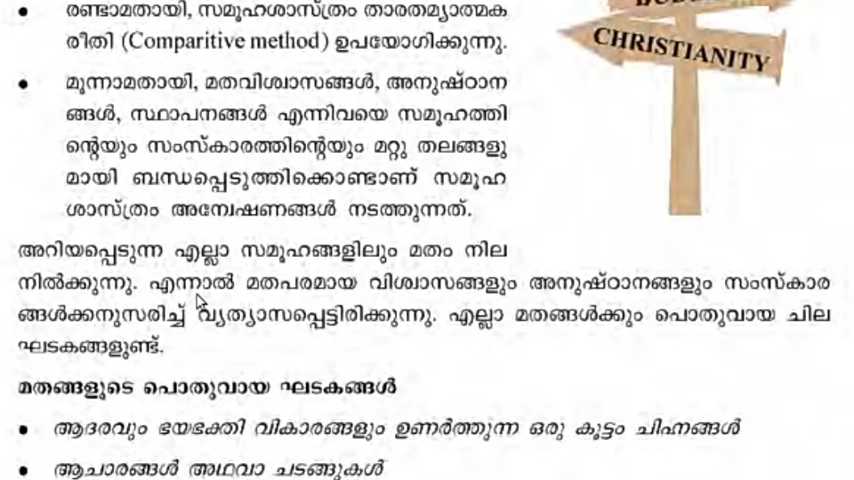 രണ്ടാമതായി, സമൂഹശാസ്ത്രം താരതമ്യാത്മക
രീതി (Comparitive method) ഉപയോഗിക്കുന്നു.
CHRISTIANITY
മൂന്നാമതായി, മതവിശ്വാസങ്ങൾ, അനുഷ്ഠാന
ങ്ങൾ, സ്ഥാപനങ്ങൾ എന്നിവയെ സമൂഹത്തി
ന്റെയും സംസ്കാരത്തിന്റെയും മറ്റു തലങ്ങളു
മായി ബന്ധപ്പെടുത്തിക്കൊണ്ടാണ് സമൂഹ
ശാസ്ത്രം അന്വേഷണങ്ങൾ നടത്തുന്നത്.
അറിയപ്പെടുന്ന എല്ലാ സമൂഹങ്ങളിലും മതം നില
നിൽക്കുന്നു. എന്നാൽ മതപരമായ വിശ്വാസങ്ങളും അനുഷ്ഠാനങ്ങളും സംസ്കാര
ങ്ങൾക്കനുസരിച്ച് വ്യത്യാസപ്പെട്ടിരിക്കുന്നു. എല്ലാ മതങ്ങൾക്കും പൊതുവായ ചില
ഘടകങ്ങളുണ്ട്.
മതങ്ങളുടെ പൊതുവായ ഘടകങ്ങൾ
ആദരവും ഭയഭക്തി വികാരങ്ങളും ഉണർത്തുന്ന ഒരു കൂട്ടം ചിഹ്നങ്ങൾ
ആചാരങ്ങൾ അഥവാ ചടങ്ങുകൾ